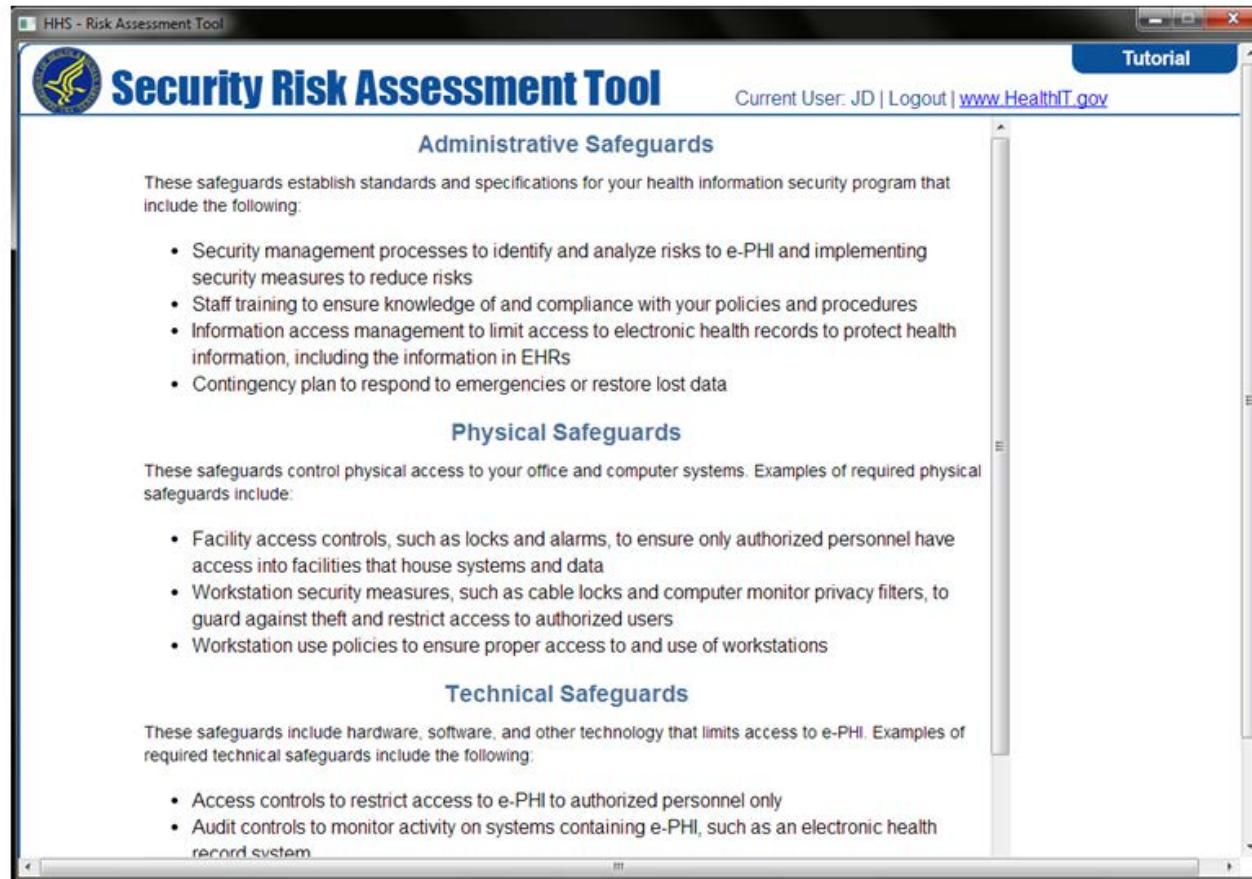 HHS - Risk Assessment Tool
Tutorial
Security Risk Assessment Tool
Current User: JD | Logout | www.HealthIT.gov
Administrative Safeguards
These safeguards establish standards and specifications for your health information security program that
include the following:
• Security management processes to identify and analyze risks to e-PHI and implementing
security measures to reduce risks
• Staff training to ensure knowledge of and compliance with your policies and procedures
• Information access management to limit access to electronic health records to protect health
information, including the information in EHRs
• Contingency plan to respond to emergencies or restore lost data
Physical Safeguards
These safeguards control physical access to your office and computer systems. Examples of required physical
safeguards include:
• Facility access controls, such as locks and alarms, to ensure only authorized personnel have
access into facilities that house systems and data
• Workstation security measures, such as cable locks and computer monitor privacy filters, to
guard against theft and restrict access to authorized users
• Workstation use policies to ensure proper access to and use of workstations
Technical Safeguards
These safeguards include hardware, software, and other technology that limits access to e-PHI. Examples of
required technical safeguards include the following:
• Access controls to restrict access to e-PHI to authorized personnel only
• Audit controls to monitor activity on systems containing e-PHI, such as an electronic health
record system